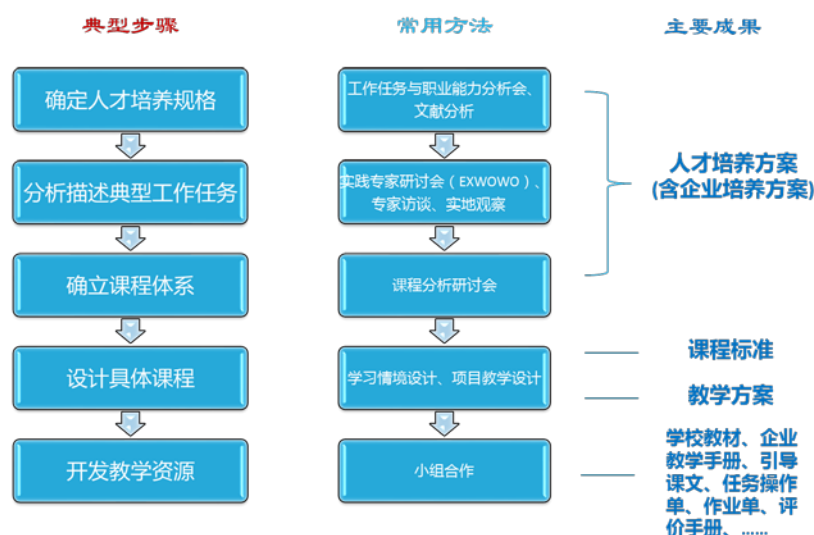 典型步骤
常用方法
主要成果
确定人才培养规格
工作任务与职业能力分析会、
文献分析
分析描述典型工作任务
实践专家研讨会（EXWOWO）、
专家访谈、实地观察
人才培养方案
(含企业培养方案)
确立课程体系
课程分析研讨会
设计具体课程
学习情境设计、项目教学设计
课程标准
教学方案
开发教学资源
小组合作
学校教材、企业
教学手册、引导
课文、任务操作
单、作业单、评
价手册、……